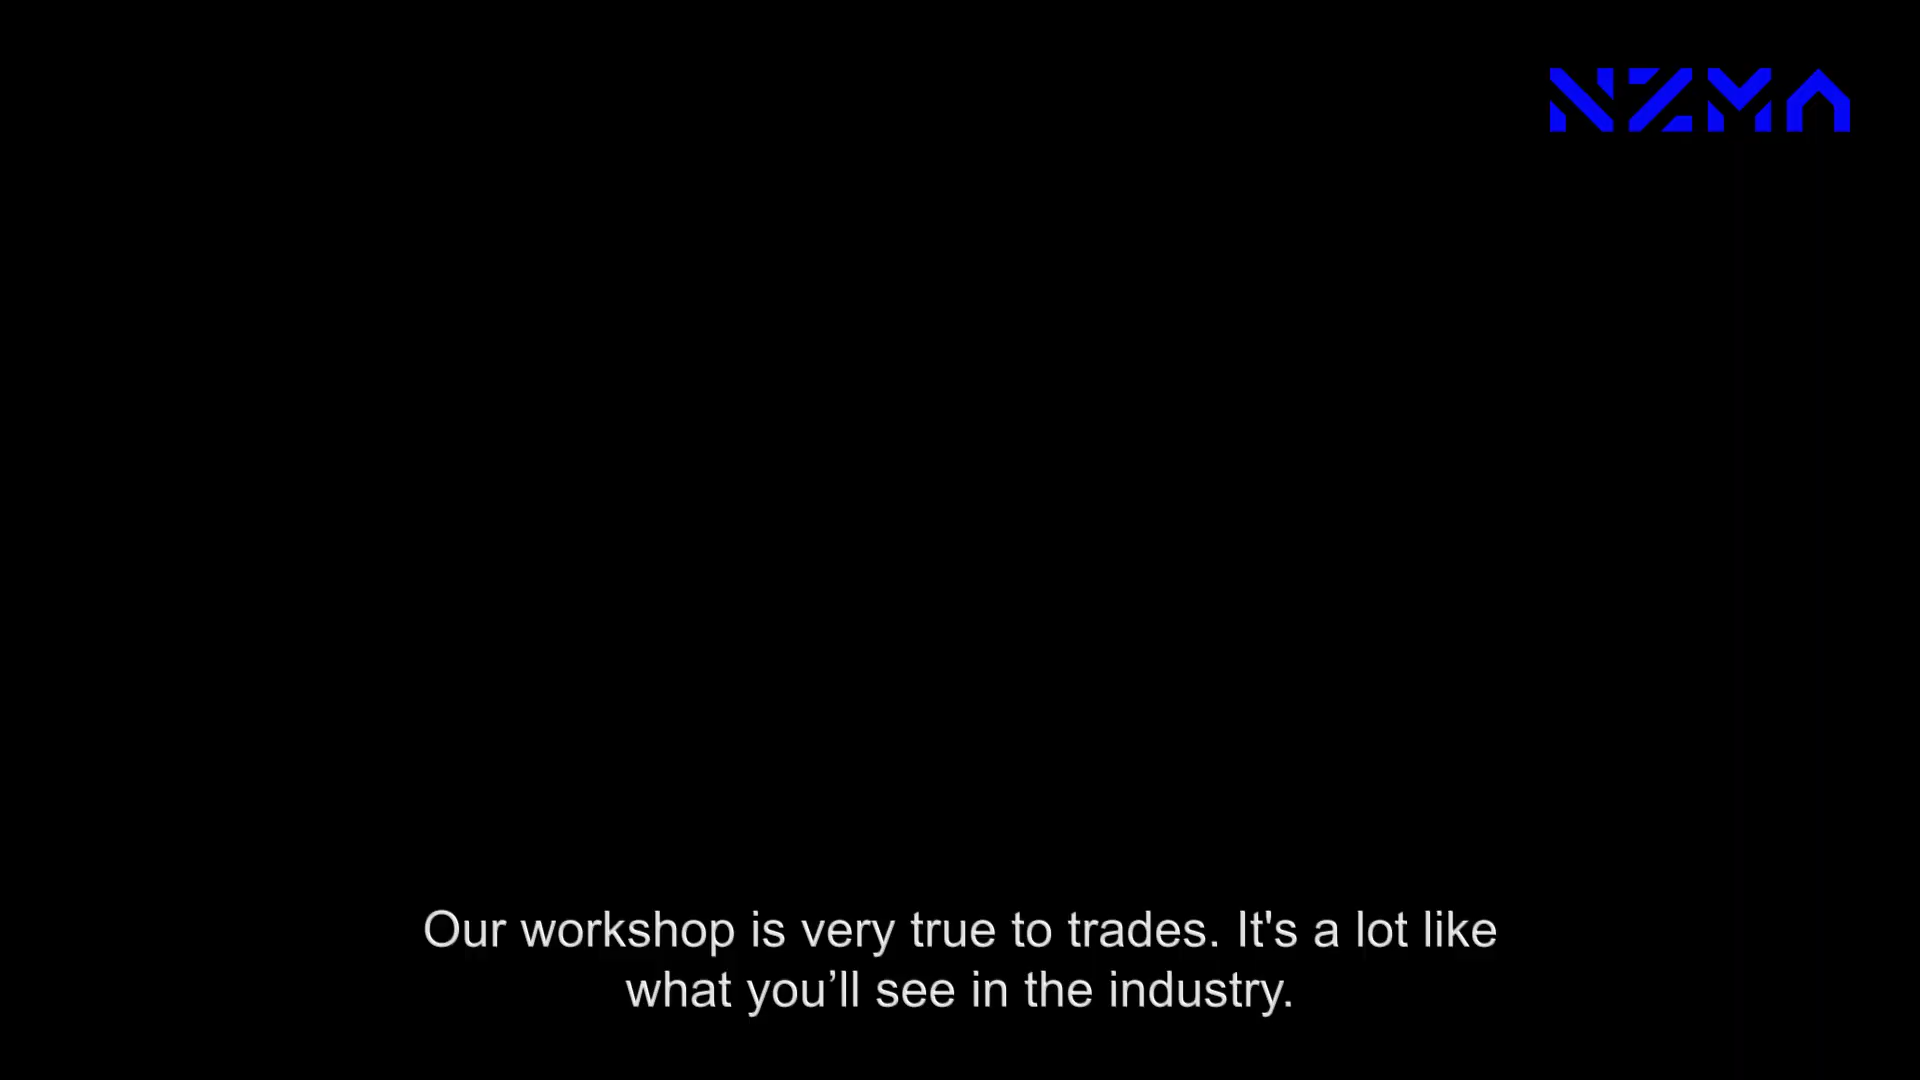 NZMA
Our workshop is very true to trades. It's a lot like
what you’ll see in the industry.